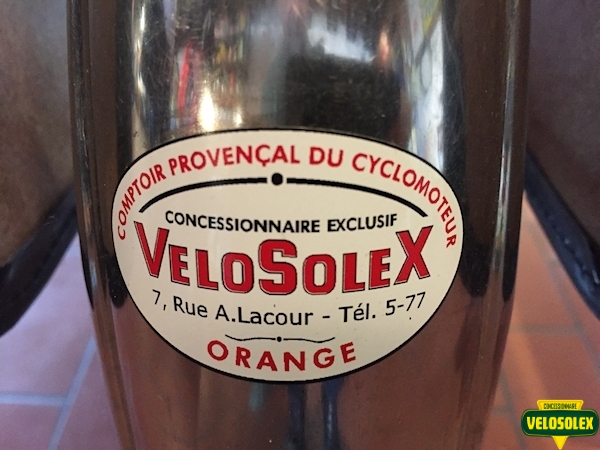 COMPTOIR PROVENÇAL DU CYCLOMOTEUR
CONCESSIONNAIRE EXCLUSIF
VELOSOLEX
7, Rue A.Lacour - Tél. 5-77
ORANGE
CONCESSIONNAIRE
VELOSOLEX